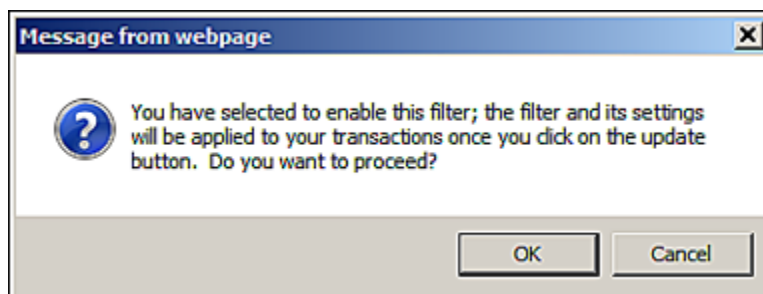 Message from webpage
You have selected to enable this filter; the filter and its settings
will be applied to your transactions once you click on the update
button.  Do you want to proceed?
OK
Cancel